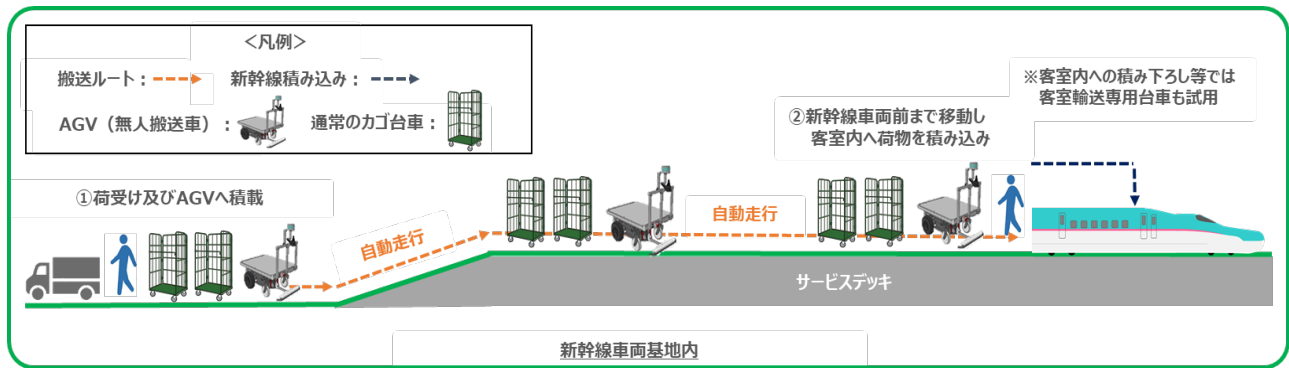 ＜凡例＞
搬送ルート：
新幹線積み込み：
AGV（無人搬送車）：
通常のカゴ台車：
※客室内への積み下ろし等では
客室輸送専用台車も試用
②新幹線車両前まで移動し
客室内へ荷物を積み込み
①荷受け及びAGVへ積載
自動走行
自動走行
サービスデッキ
新幹線車両基地内